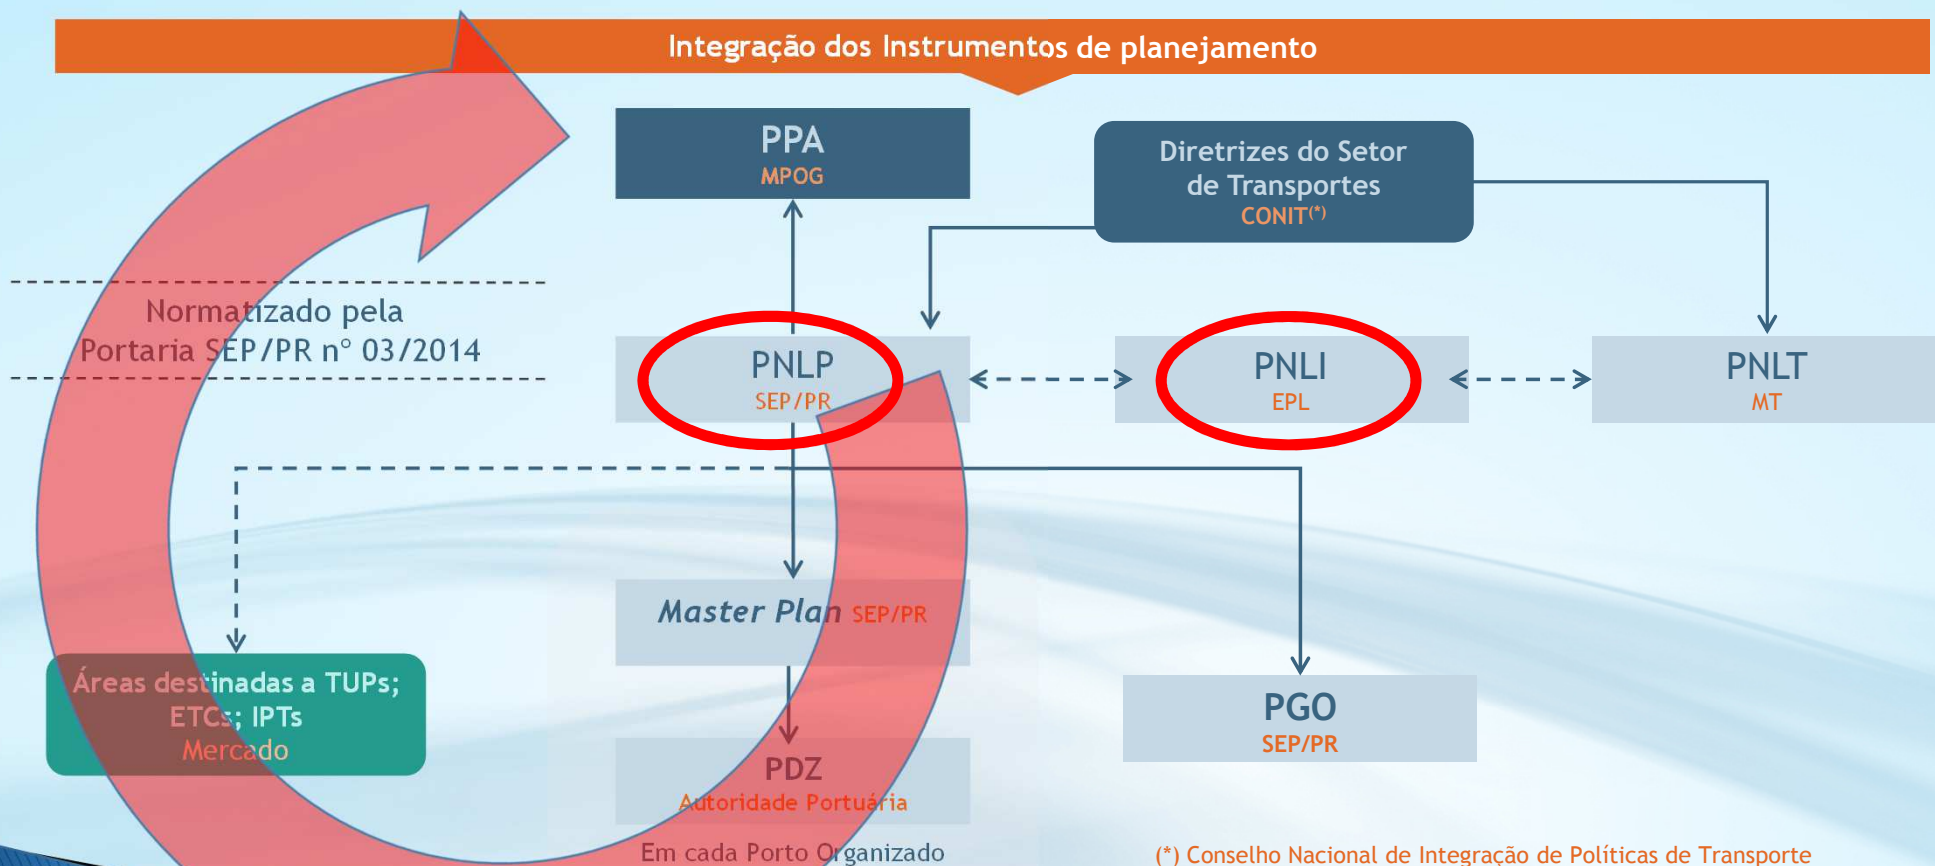 Integração dos Instrumentos de planejamento
PPA
MPOG
Diretrizes do Setor
de Transportes
CONIT(*)
Normatizado pela
Portaria SEP/PR n° 03/2014
PNLP
SEP/PR
PNLI
EPL
PNLT
MT
Master Plan SEP/PR
Áreas destinadas a TUPs;
ETCs; IPTs
Mercado
PGO
SEP/PR
PDZ
Autoridade Portuária
Em cada Porto Organizado
(*) Conselho Nacional de Integração de Políticas de Transporte